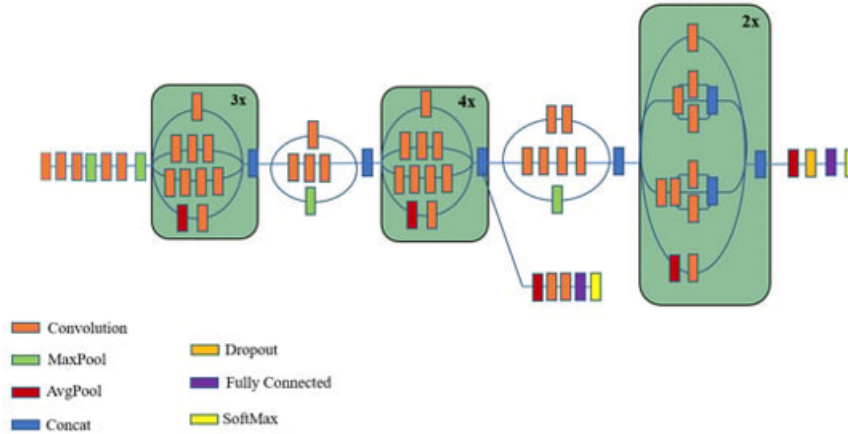 3x
4x
2x
Convolution
MaxPool
AvgPool
Concat
Dropout
Fully Connected
SoftMax